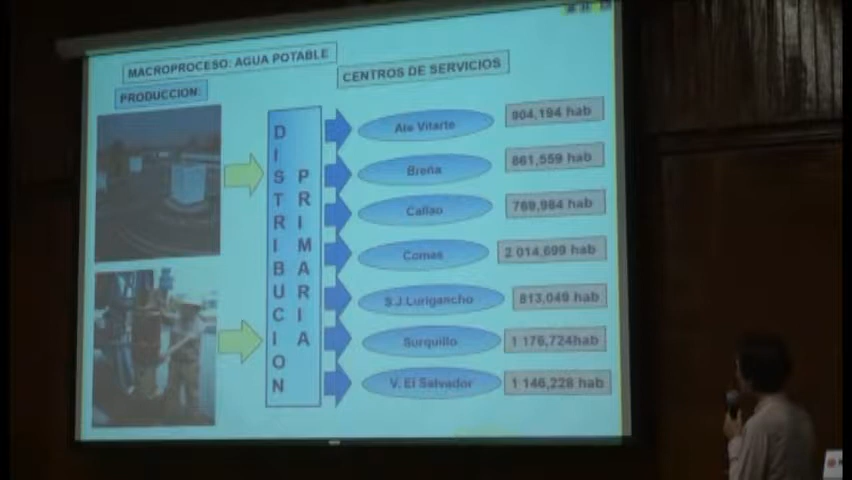 MACROPROCESO: AGUA POTABLE
CENTROS DE SERVICIOS
PRODUCCION:
DISTRIBUCION
PRIMARIA
Ate Vitarte
904,194 hab
Breña
861,559 hab
Callao
769,984 hab
Comas
2 014,699 hab
S.J. Lurigancho
813,049 hab
Surquillo
1 176,724hab
V. El Salvador
1 146,228 hab